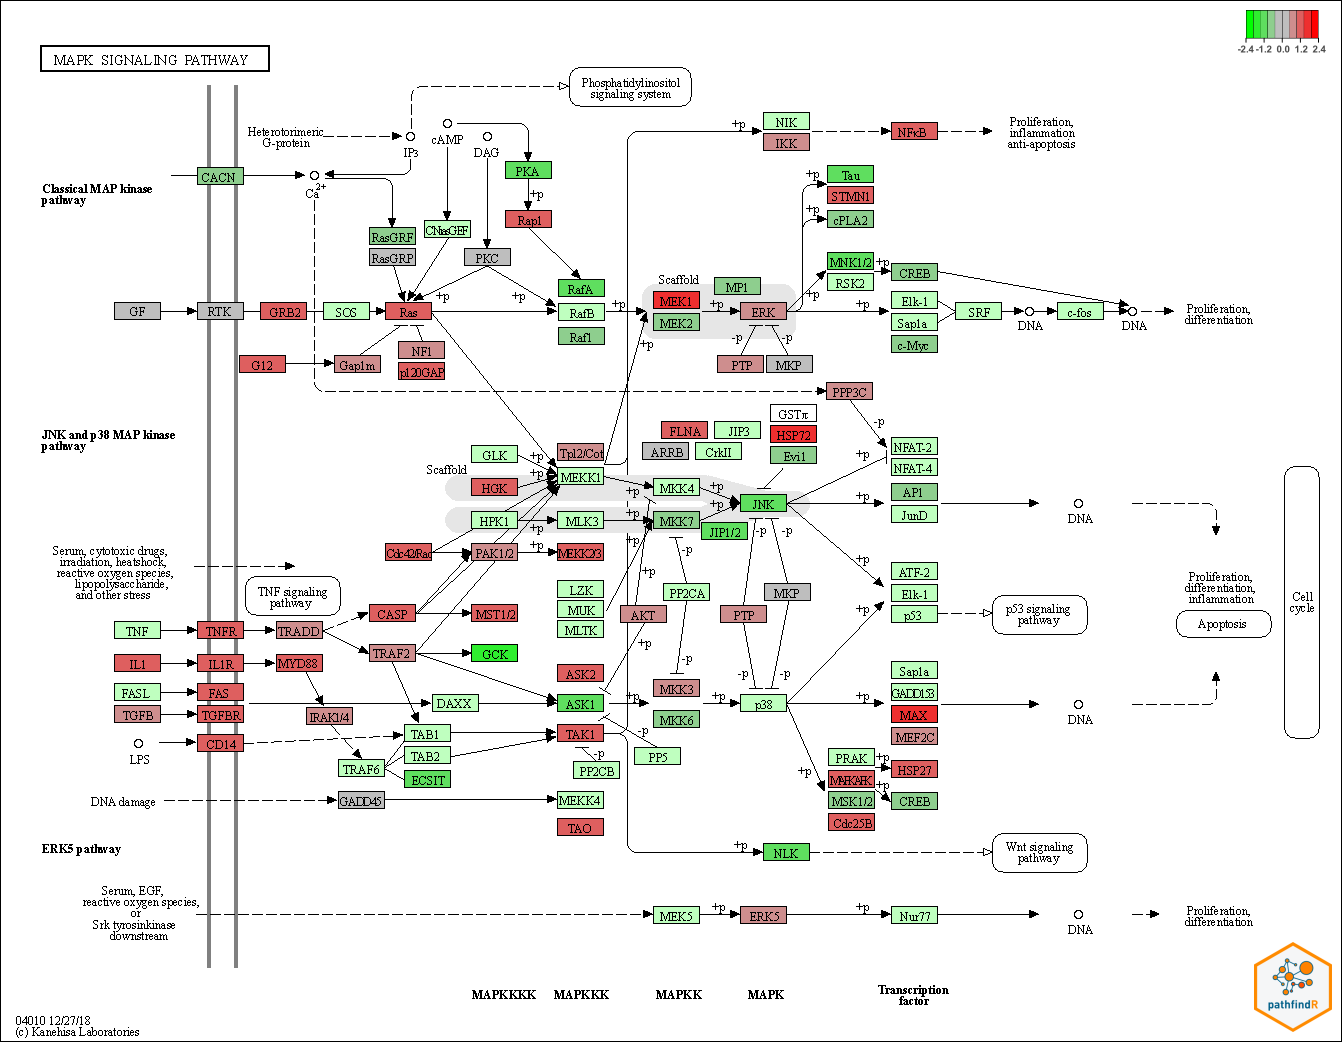 -2.4-1.2 0.0 1.2 2.4
MAPK SIGNALING PATHWAY
Phosphatidylinositol
signaling system
Heterotorimeric
G-protein
IP3
cAMP
DAG
+p
NIK
IKK
NFκB
Proliferation,
inflammation
anti-apoptosis
Classical MAP kinase
pathway
CACN
Ca2+
PKA
+p
Rap1
+p
Tau
STMN1
+p
cPLA2
RasGRF
RasGRP
CNrasGEF
PKC
MNK1/2
+p
RSK2
CREB
+p
Scaffold
MP1
RafA
GF
RTK
GRB2
SOS
Ras
+p
+p
RafB
Raf1
+p
MEK1
MEK2
+p
ERK
+p
+p
Elk-1
Sap1a
c-Myc
SRF
DNA
c-fos
DNA
Proliferation,
differentiation
G12
Gap1m
NF1
p120GAP
+p
-p
-p
PTP
MKP
PPP3C
-p
JNK and p38 MAP kinase
pathway
GSTπ
FLNA
JIP3
HSP72
ARRB
CrkII
Evi1
NFAT-2
NFAT-4
GLK
+p
Tpl2/Cot
Scaffold
HGK
+p
MEKK1
+p
MKK4
+p
+p
JNK
+p
+p
AP1
JunD
DNA
HPK1
+p
MLK3
+p
MKK7
JIP1/2
Cdc42/Rac
PAK1/2
+p
MEKK2/3
+p
-p
-p
-p
+p
Serum, cytotoxic drugs,
irradiation, heatshock,
reactive oxygen species,
lipopolysaccharide,
and other stress
TNF signaling
pathway
LZK
MUK
MLTK
+p
PP2CA
MKP
ATF-2
Elk-1
p53
+p
p53 signaling
pathway
Proliferation,
differentiation,
inflammation
Apoptosis
Cell
cycle
CASP
MST1/2
AKT
PTP
TNF
TNFR
TRADD
TRAF2
GCK
+p
-p
-p
-p
IL1
IL1R
MYD88
ASK2
MKK3
Sap1a
GADD153
MAX
MEF2C
FASL
FAS
DAXX
ASK1
+p
+p
p38
+p
DNA
TGFB
TGFBR
IRAK1/4
MKK6
LPS
CD14
TAB1
TAB2
TAK1
-p
PP5
-p
PP2CB
TRAF6
ECSIT
+p
PRAK
+p
HSP27
MAPKAPK
+p
MSK1/2
CREB
Cdc25B
DNA damage
GADD45
MEKK4
TAO
ERK5 pathway
+p
NLK
Wnt signaling
pathway
Serum, EGF,
reactive oxygen species,
or
Srk tyrosinkinase
downstream
MEK5
+p
ERK5
+p
Nur77
DNA
Proliferation,
differentiation
MAPKKKK
MAPKKK
MAPKK
MAPK
Transcription
factor
pathfindR
04010 12/27/18
(c) Kanehisa Laboratories